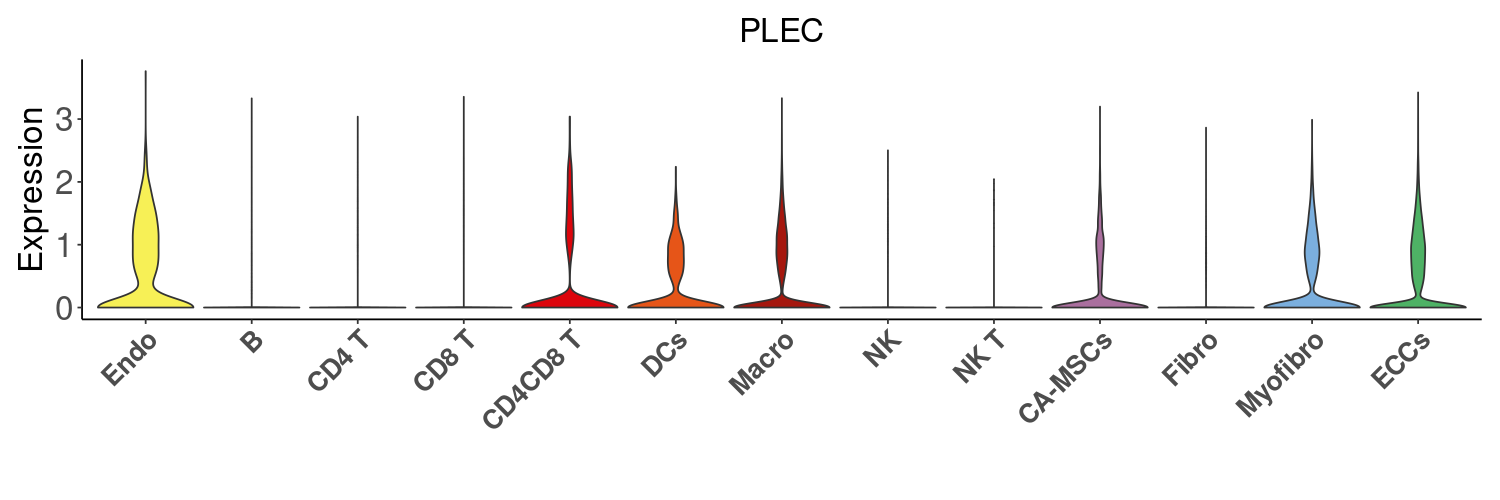 PLEC
Expression
3
2
1
0
Endo
B
CD4 T
CD8 T
CD4CD8 T
DCs
Macro
NK
NK T
CA-MSCs
Fibro
Myofibro
ECCs